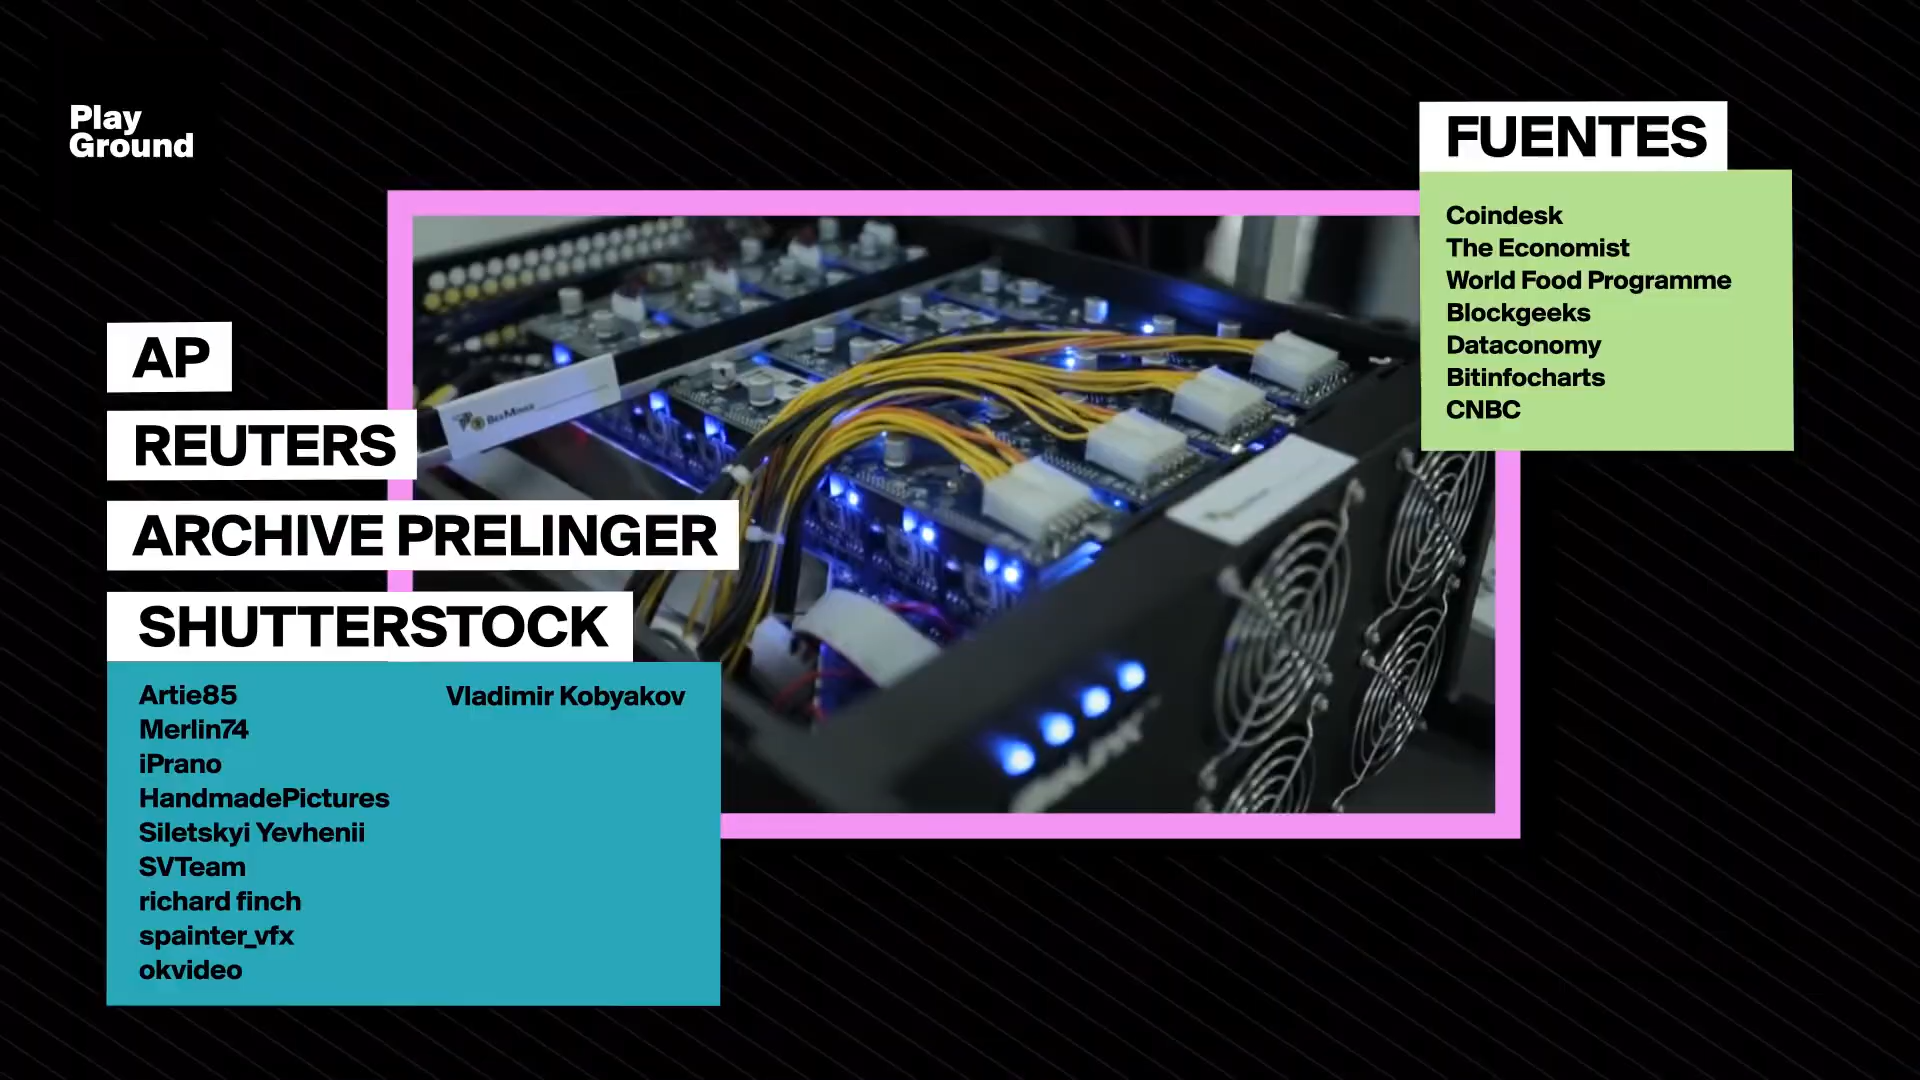 Play
Ground
AP
REUTERS
ARCHIVE PRELINGER
SHUTTERSTOCK
Artie85
Merlin74
iPrano
HandmadePictures
Siletskyi Yevhenii
SVTeam
richard finch
spainter_vfx
okvideo
Vladimir Kobyakov
FUENTES
Coindesk
The Economist
World Food Programme
Blockgeeks
Dataconomy
Bitinfocharts
CNBC